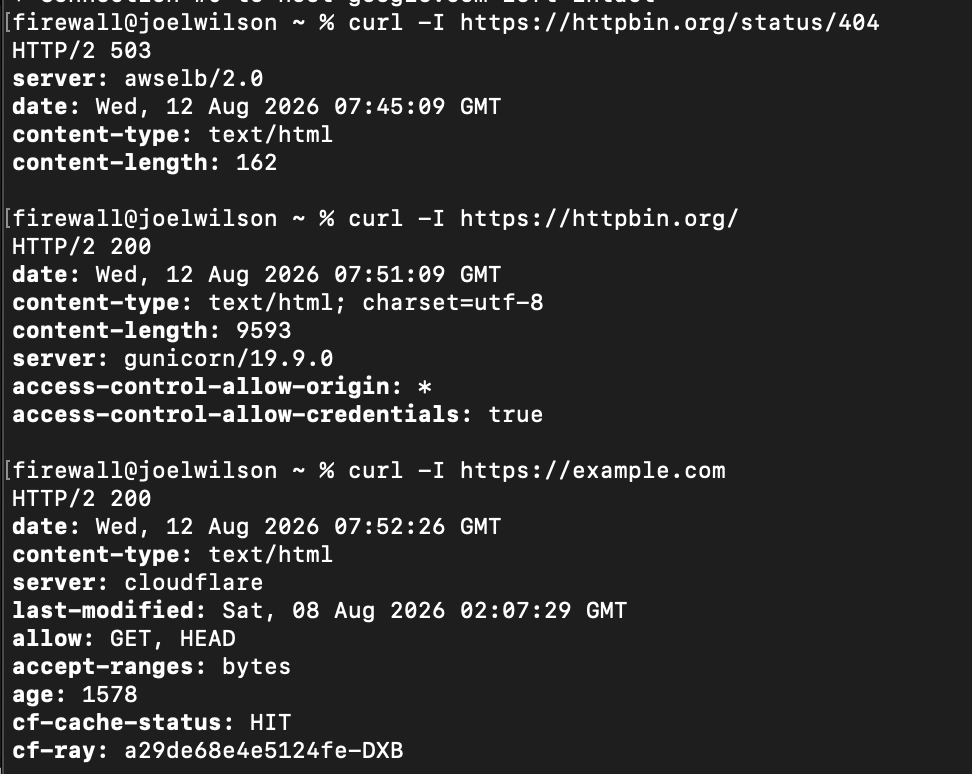 [firewall@joelwilson ~ % curl -I https://httpbin.org/status/404
HTTP/2 503
server: awselb/2.0
date: Wed, 12 Aug 2026 07:45:09 GMT
content-type: text/html
content-length: 162
[firewall@joelwilson ~ % curl -I https://httpbin.org/
HTTP/2 200
date: Wed, 12 Aug 2026 07:51:09 GMT
content-type: text/html; charset=utf-8
content-length: 9593
server: gunicorn/19.9.0
access-control-allow-origin: *
access-control-allow-credentials: true
[firewall@joelwilson ~ % curl -I https://example.com
HTTP/2 200
date: Wed, 12 Aug 2026 07:52:26 GMT
content-type: text/html
server: cloudflare
last-modified: Sat, 08 Aug 2026 02:07:29 GMT
allow: GET, HEAD
accept-ranges: bytes
age: 1578
cf-cache-status: HIT
cf-ray: a29de68e4e5124fe-DXB